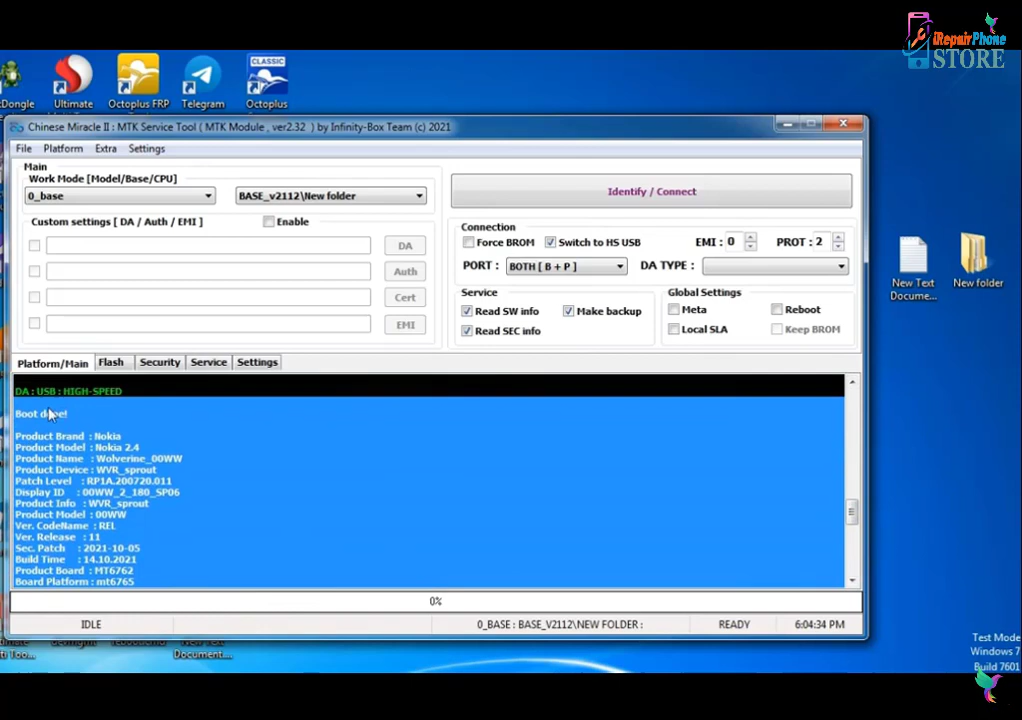 iRepairPhone
STORE
CLASSIC
Dongle
Ultimate
Octoplus FRP
Telegram
Octoplus
Chinese Miracle II : MTK Service Tool ( MTK Module , ver2.32 ) by Infinity-Box Team (c) 2021
File Platform Extra Settings
Main
Work Mode [Model/Base/CPU]
0_base
BASE_v2112\New folder
Identify / Connect
Custom settings [ DA / Auth / EMI ]
Enable
DA
Auth
Cert
EMI
Connection
Force BROM
Switch to HS USB
EMI : 0
PROT : 2
PORT :
BOTH [ B + P ]
DA TYPE :
Service
Read SW info
Make backup
Read SEC info
Global Settings
Meta
Reboot
Local SLA
Keep BROM
New Text
Docume...
New folder
Platform/Main Flash Security Service Settings
DA : USB : HIGH-SPEED
Boot done!
Product Brand : Nokia
Product Model : Nokia 2.4
Product Name : Wolverine_00WW
Product Device : WVR_sprout
Patch Level : RP1A.200720.011
Display ID : 00WW_2_180_SP06
Product Info : WVR_sprout
Product Model : 00WW
Ver. CodeName : REL
Ver. Release : 11
Sec. Patch : 2021-10-05
Build Time : 14.10.2021
Product Board : MT6762
Board Platform : mt6765
0%
IDLE
0_BASE : BASE_V2112\NEW FOLDER :
READY
6:04:34 PM
ti Too...
Document....
Test Mode
Windows 7
Build 7601